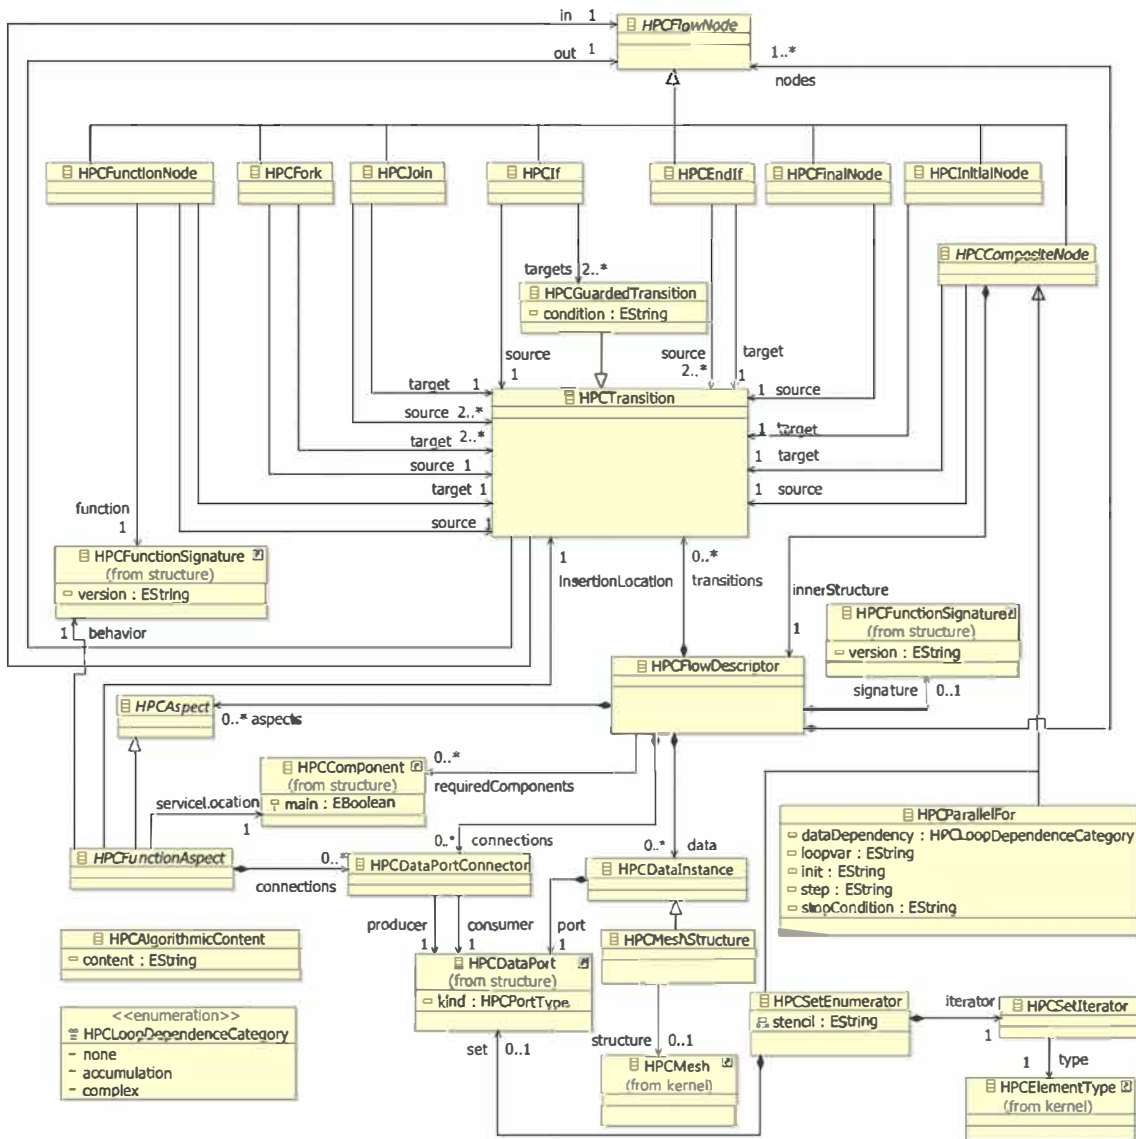 in 1
HPCFlowNode
out 1
1..*
nodes
HPCFunctionNode
HPCFork
HPCJoin
HPCIf
HPCEndIf
HPCFinalNode
HPCInitialNode
HPCCompositeNode
targets 2..*
HPCGuardedTransition
condition : EString
source
1
source
2..*
target
1
HPCTransition
target 1
source 2..*
target 2..*
source 1
target 1
source 1
1 source
1 target
1 target
1 source
function
1
HPCFunctionSignature
(from structure)
version : EString
1 behavior
1
InsertionLocation
0..*
transitions
innerStructure
1
HPCFunctionSignature
(from structure)
version : EString
signature 0..1
HPCFlowDescriptor
HPCAspect
0..* aspects
HPCComponent
(from structure)
main : EBoolean
0..*
requiredComponents
serviceLocation
1
HPCFunctionAspect
0..*
connections
0..* connections
HPCDataPortConnector
0..* data
HPCDataInstance
HPCParallelFor
dataDependency : HPCLoopDependenceCategory
loopvar : EString
init : EString
step : EString
stopCondition : EString
producer
1
consumer
1
port
1
HPCMeshStructure
HPCAlgorithmicContent
content : EString
HPCDataPort
(from structure)
kind : HPCPortType
set 0..1
structure 0..1
HPCMesh
(from kernel)
HPCSetEnumerator
stencil : EString
iterator
1
HPCSetIterator
1 type
HPCElementType
(from kernel)
<<enumeration>>
HPCLoopDependenceCategory
none
accumulation
complex